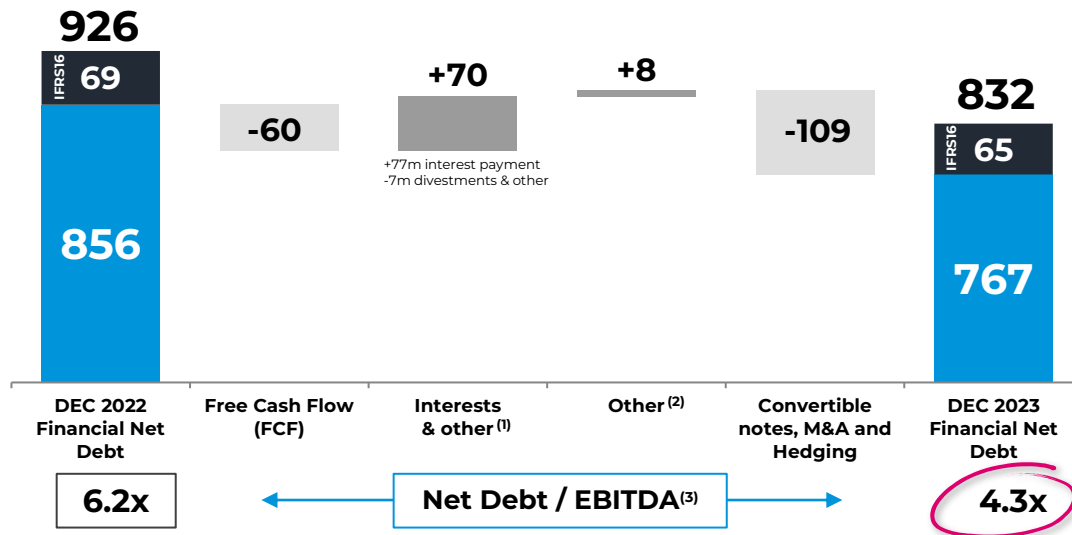 926
IFRS16 69
856
-60
+70
+77m interest payment
-7m divestments & other
+8
-109
832
IFRS16 65
767
DEC 2022
Financial Net
Debt
Free Cash Flow
(FCF)
Interests
& other (1)
Other (2)
Convertible
notes, M&A and
Hedging
DEC 2023
Financial Net
Debt
6.2x
Net Debt / EBITDA(3)
4.3x